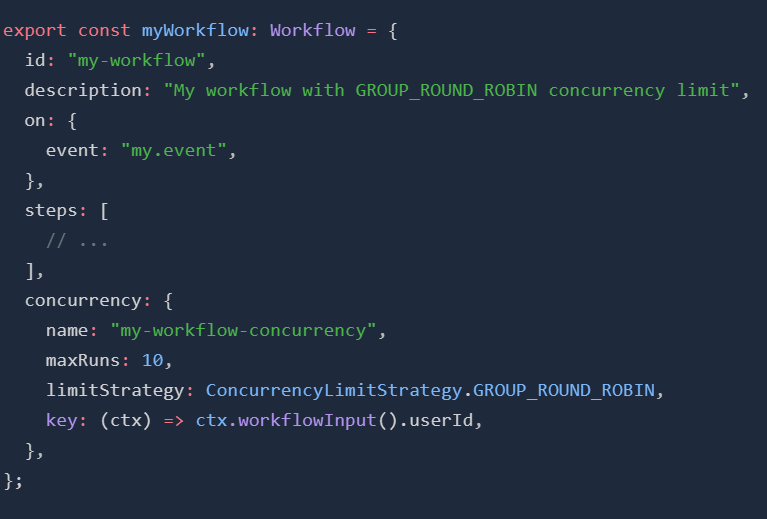 export const myWorkflow: Workflow = {
  id: "my-workflow",
  description: "My workflow with GROUP_ROUND_ROBIN concurrency limit",
  on: {
    event: "my.event",
  },
  steps: [
    // ...
  ],
  concurrency: {
    name: "my-workflow-concurrency",
    maxRuns: 10,
    limitStrategy: ConcurrencyLimitStrategy.GROUP_ROUND_ROBIN,
    key: (ctx) => ctx.workflowInput().userId,
  },
};